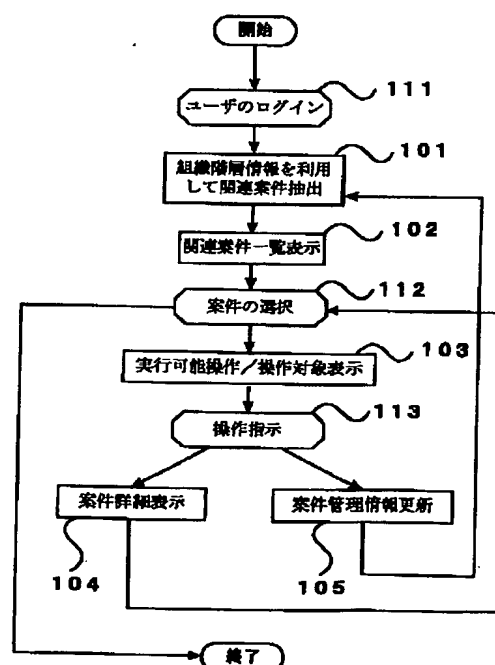 開始
ユーザのログイン
111
組織階層情報を利用
して関連案件抽出
101
関連案件一覧表示
102
案件の選択
112
実行可能操作／操作対象表示
103
操作指示
113
案件詳細表示
104
案件管理情報更新
105
終了